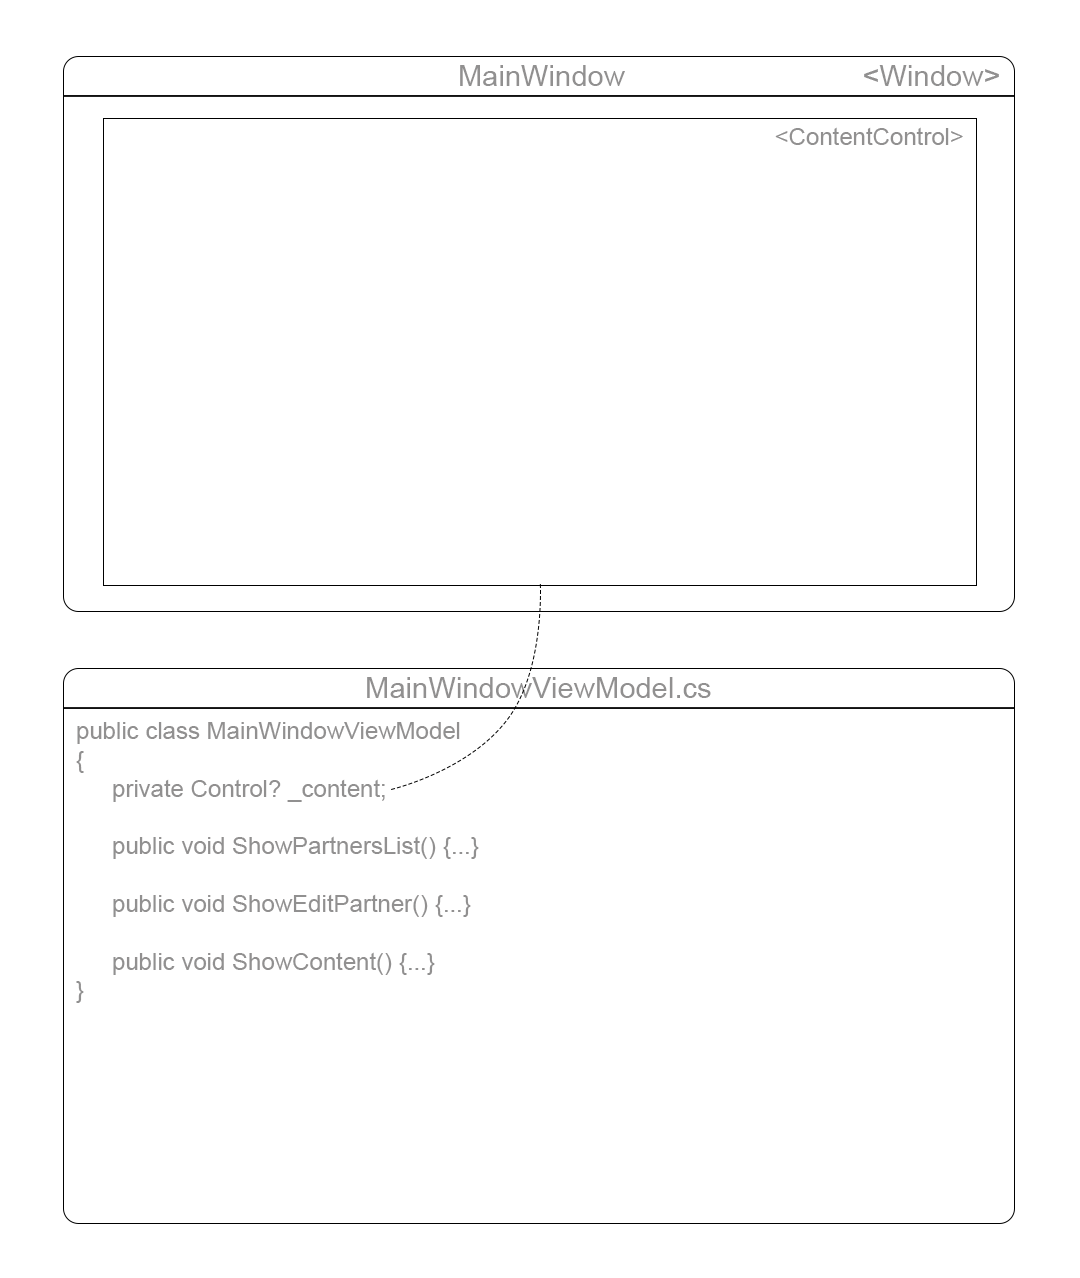 MainWindow <Window>
<ContentControl>
MainWindowViewModel.cs
public class MainWindowViewModel
{
private Control? _content;
public void ShowPartnersList() {...}
public void ShowEditPartner() {...}
public void ShowContent() {...}
}